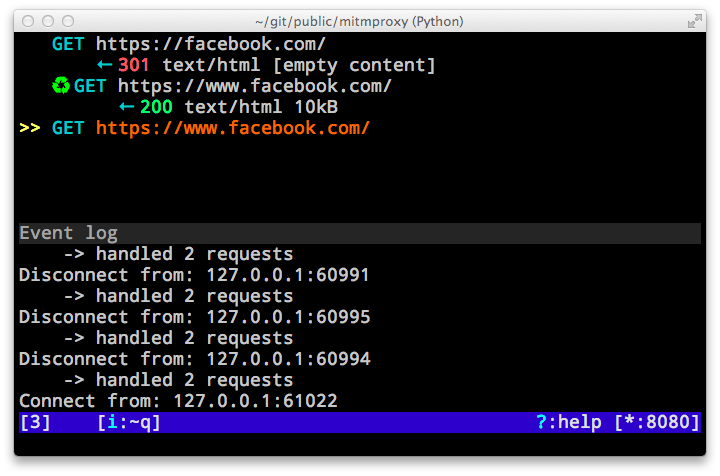 ~/git/public/mitmproxy (Python)
GET https://facebook.com/
← 301 text/html [empty content]
♻GET https://www.facebook.com/
← 200 text/html 10kB
>> GET https://www.facebook.com/
Event log
-> handled 2 requests
Disconnect from: 127.0.0.1:60991
-> handled 2 requests
Disconnect from: 127.0.0.1:60995
-> handled 2 requests
Disconnect from: 127.0.0.1:60994
-> handled 2 requests
Connect from: 127.0.0.1:61022
[3] [i:~q] ?:help [*:8080]